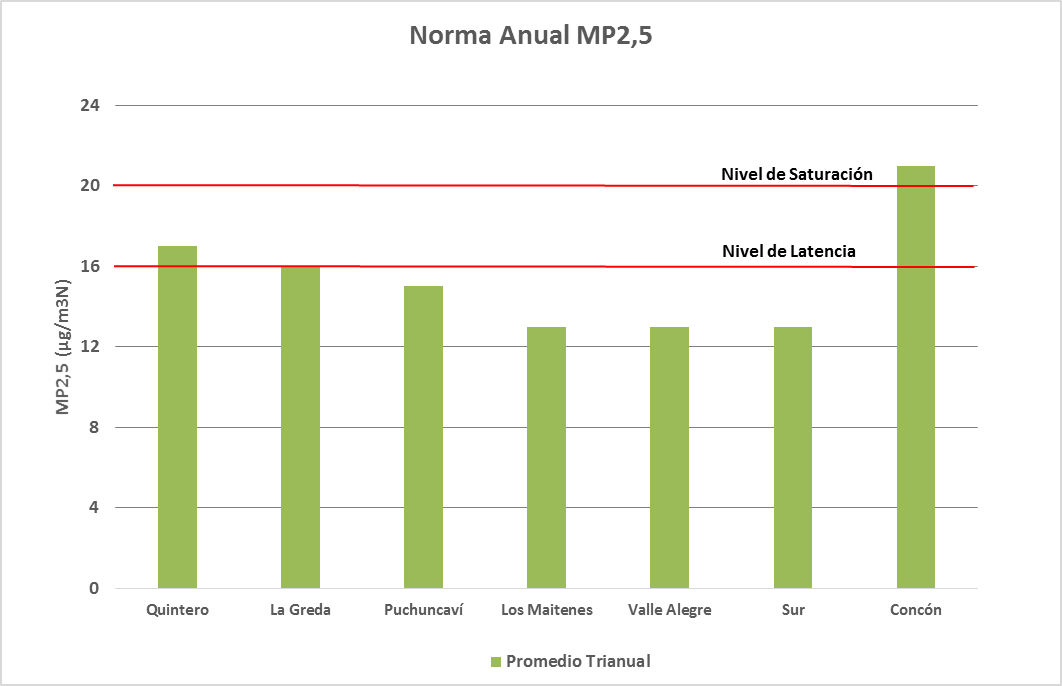 Norma Anual MP2,5
24
Nivel de Saturación
20
Nivel de Latencia
16
MP2,5 (µg/m3N)
12
8
4
0
Quintero La Greda Puchuncaví Los Maitenes Valle Alegre Sur Concón
Promedio Trianual